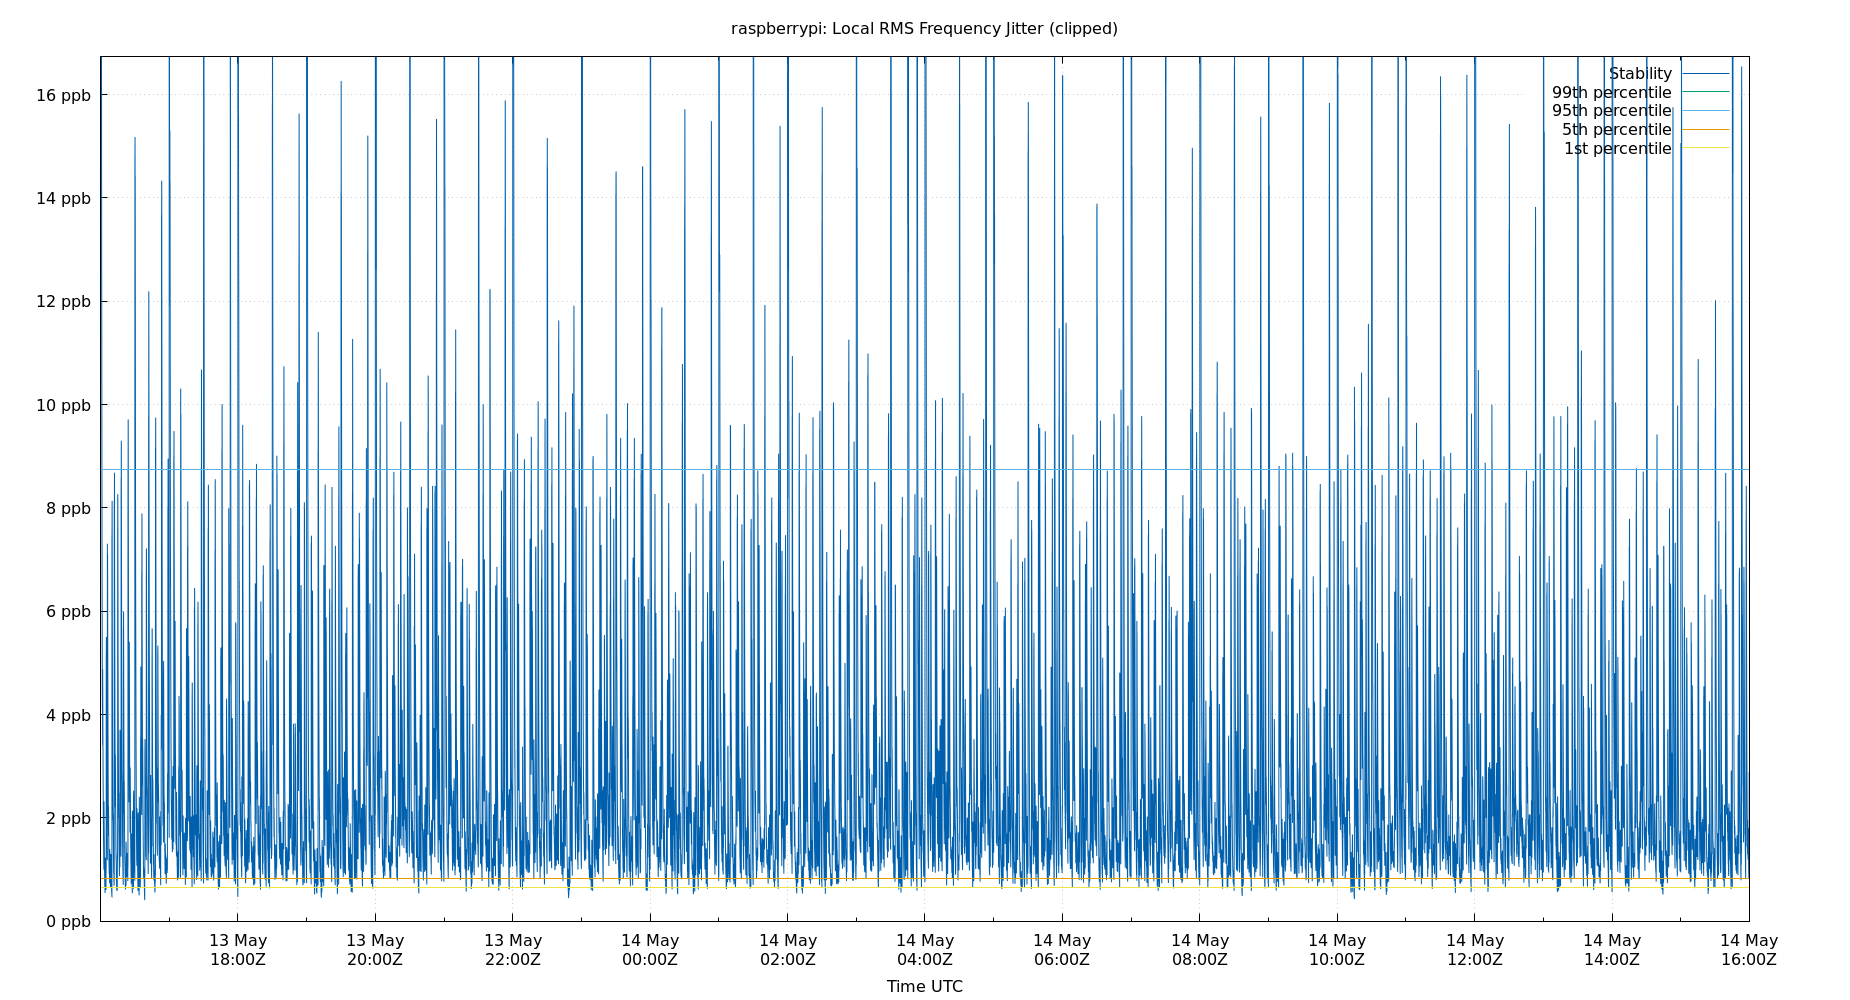 raspberrypi: Local RMS Frequency Jitter (clipped)
Stability
99th percentile
95th percentile
5th percentile
1st percentile
16 ppb
14 ppb
12 ppb
10 ppb
8 ppb
6 ppb
4 ppb
2 ppb
0 ppb
13 May 13 May 13 May 14 May 14 May 14 May 14 May 14 May 14 May 14 May 14 May 14 May
18:00Z 20:00Z 22:00Z 00:00Z 02:00Z 04:00Z 06:00Z 08:00Z 10:00Z 12:00Z 14:00Z 16:00Z
Time UTC